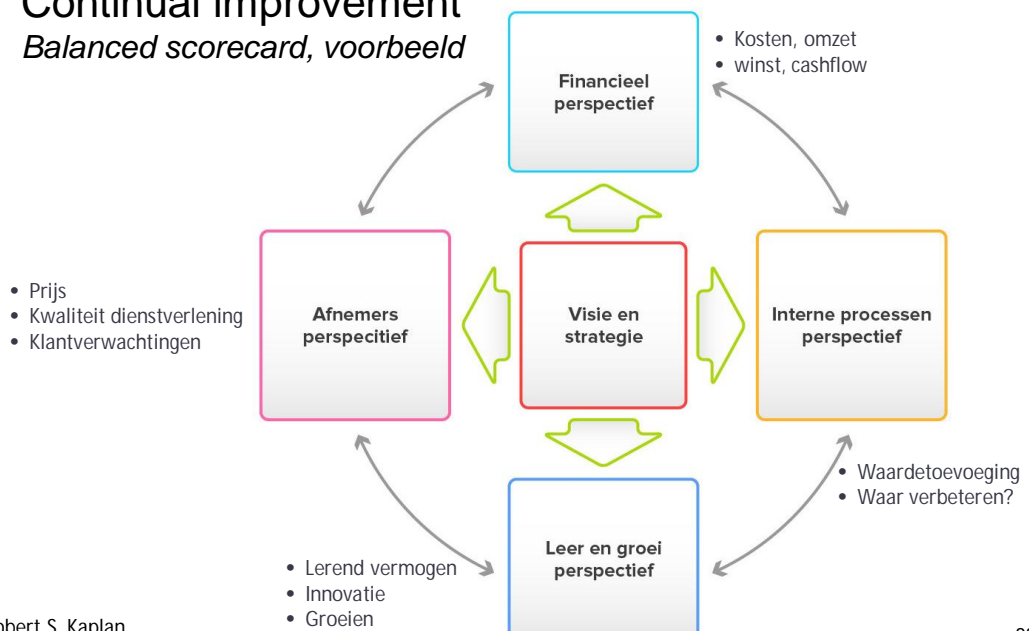 Continual improvement
Balanced scorecard, voorbeeld
• Kosten, omzet
• winst, cashflow
Financieel
perspectief
• Prijs
• Kwaliteit dienstverlening
• Klantverwachtingen
Afnemers
perspecitief
Visie en
strategie
Interne processen
perspectief
• Waardetoevoeging
• Waar verbeteren?
Leer en groei
perspectief
• Lerend vermogen
• Innovatie
• Groeien
S. Kaplan